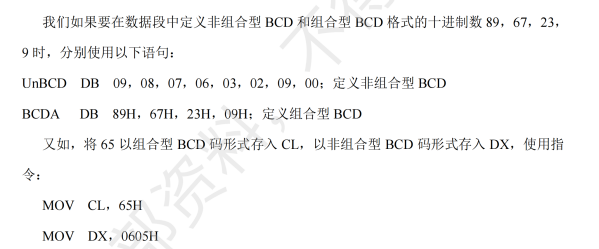 我们如果要在数据段中定义非组合型 BCD 和组合型 BCD 格式的十进制数 89，67，23，
9 时，分别使用以下语句：
UnBCD DB 09，08，07，06，03，02，09，00；定义非组合型 BCD
BCDA DB 89H，67H，23H，09H；定义组合型 BCD
又如，将 65 以组合型 BCD 码形式存入 CL，以非组合型 BCD 码形式存入 DX，使用指
令：
MOV CL，65H
MOV DX，0605H
部资料，不得